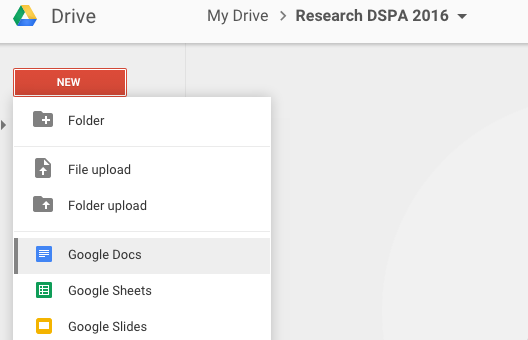 Drive
My Drive > Research DSPA 2016
NEW
Folder
File upload
Folder upload
Google Docs
Google Sheets
Google Slides